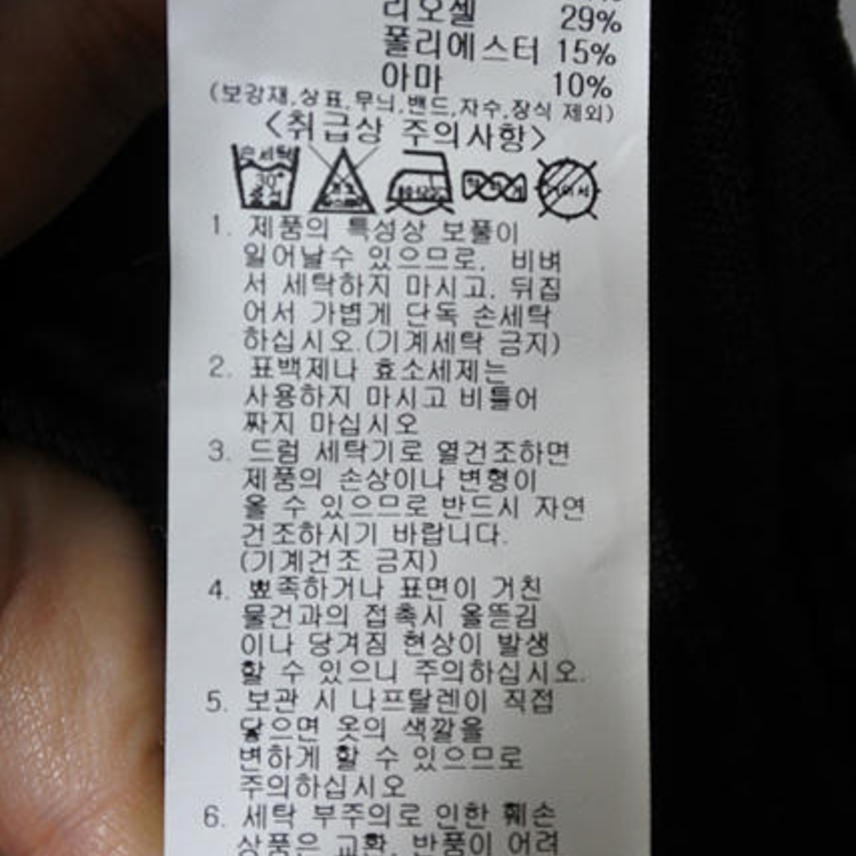 리오셀 29%
폴리에스터 15%
아마 10%
(보강재,상표,무늬,밴드,자수,장식 제외)
<취급상 주의사항>
손세탁
30°
중성
1. 제품의 특성상 보풀이
일어날수 있으므로, 비벼
서 세탁하지 마시고, 뒤집
어서 가볍게 단독 손세탁
하십시오.(기계세탁 금지)
2. 표백제나 효소세제는
사용하지 마시고 비틀어
짜지 마십시오
3. 드럼 세탁기로 열건조하면
제품의 손상이나 변형이
올 수 있으므로 반드시 자연
건조하시기 바랍니다.
(기계건조 금지)
4. 뾰족하거나 표면이 거친
물건과의 접촉시 올뜯김
이나 당겨짐 현상이 발생
할 수 있으니 주의하십시오.
5. 보관 시 나프탈렌이 직접
닿으면 옷의 색깔을
변하게 할 수 있으므로
주의하십시오
6. 세탁 부주의로 인한 훼손
상품은 교환, 반품이 어려